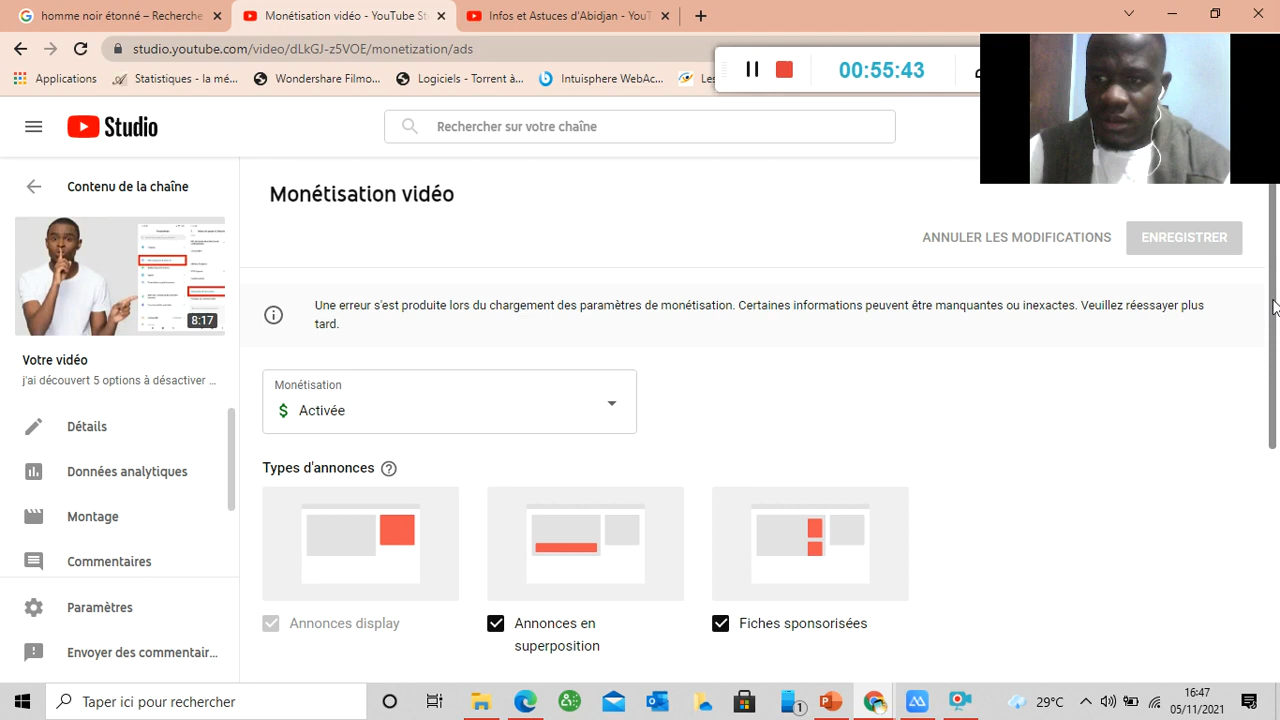 homme noir
Monétisation vidéo - YouTube St
Infos et Astuces d'Abidjan - YouT
studio.youtube.com/video/dLkGJ-z5VOE/monetization/ads
Applications
Statistiques - la ré...
Wondershare Filmo...
Logiciels - Torrent à...
Intuisphere WebAc...
Les
00:55:43
Studio
Rechercher sur votre chaîne
Contenu de la chaîne
8:17
Votre vidéo
j'ai découvert 5 options à désactiver ...
Détails
Données analytiques
Montage
Commentaires
Paramètres
Envoyer des commentair...
Monétisation vidéo
ANNULER LES MODIFICATIONS
ENREGISTRER
Une erreur s'est produite lors du chargement des paramètres de monétisation. Certaines informations peuvent être manquantes ou inexactes. Veuillez réessayer plus
tard.
Monétisation
$ Activée
Types d'annonces
Annonces display
Annonces en
superposition
Fiches sponsorisées
Taper ici pour rechercher
1
29°C
16:47
05/11/2021